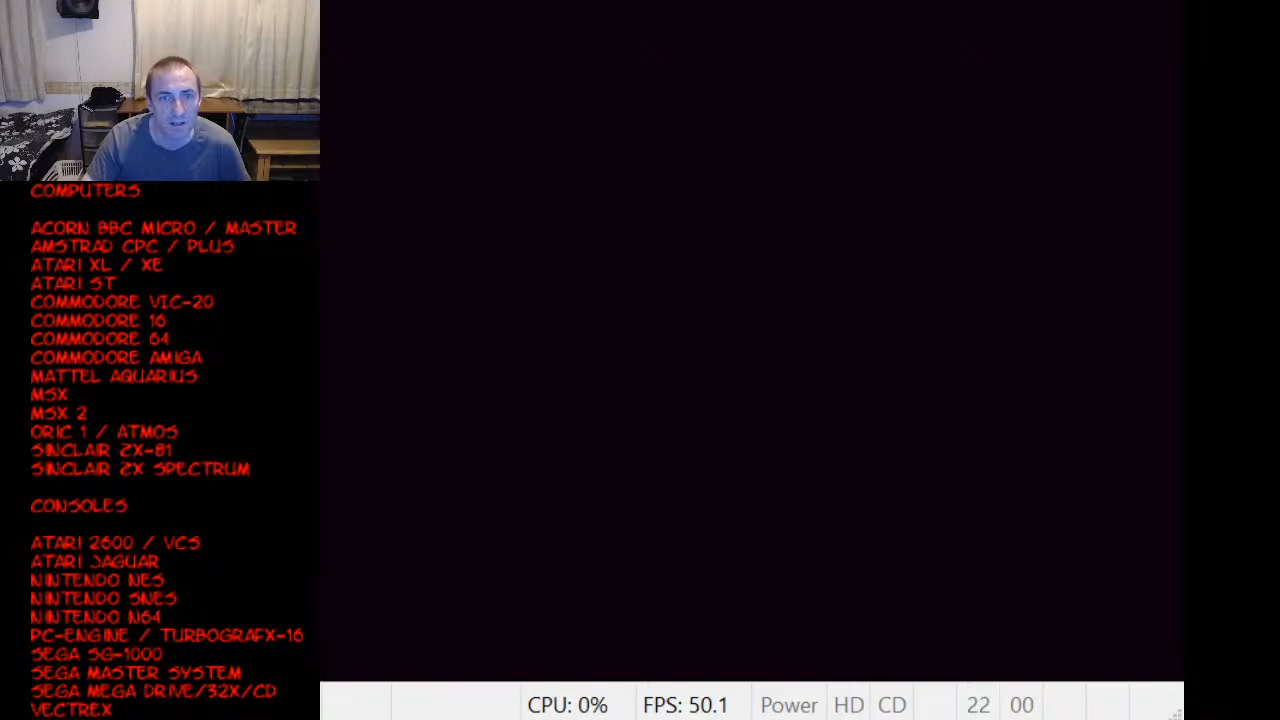 COMPUTERS
ACORN BBC MICRO / MASTER
AMSTRAD CPC / PLUS
ATARI XL / XE
ATARI ST
COMMODORE VIC-20
COMMODORE 16
COMMODORE 64
COMMODORE AMIGA
MATTEL AQUARIUS
MSX
MSX 2
ORIC 1 / ATMOS
SINCLAIR ZX-81
SINCLAIR ZX SPECTRUM
CONSOLES
ATARI 2600 / VCS
ATARI JAGUAR
NINTENDO NES
NINTENDO SNES
NINTENDO N64
PC-ENGINE / TURBOGRAFX-16
SEGA SG-1000
SEGA MASTER SYSTEM
SEGA MEGA DRIVE/32X/CD
VECTREX
CPU: 0% FPS: 50.1 Power HD CD 22 00